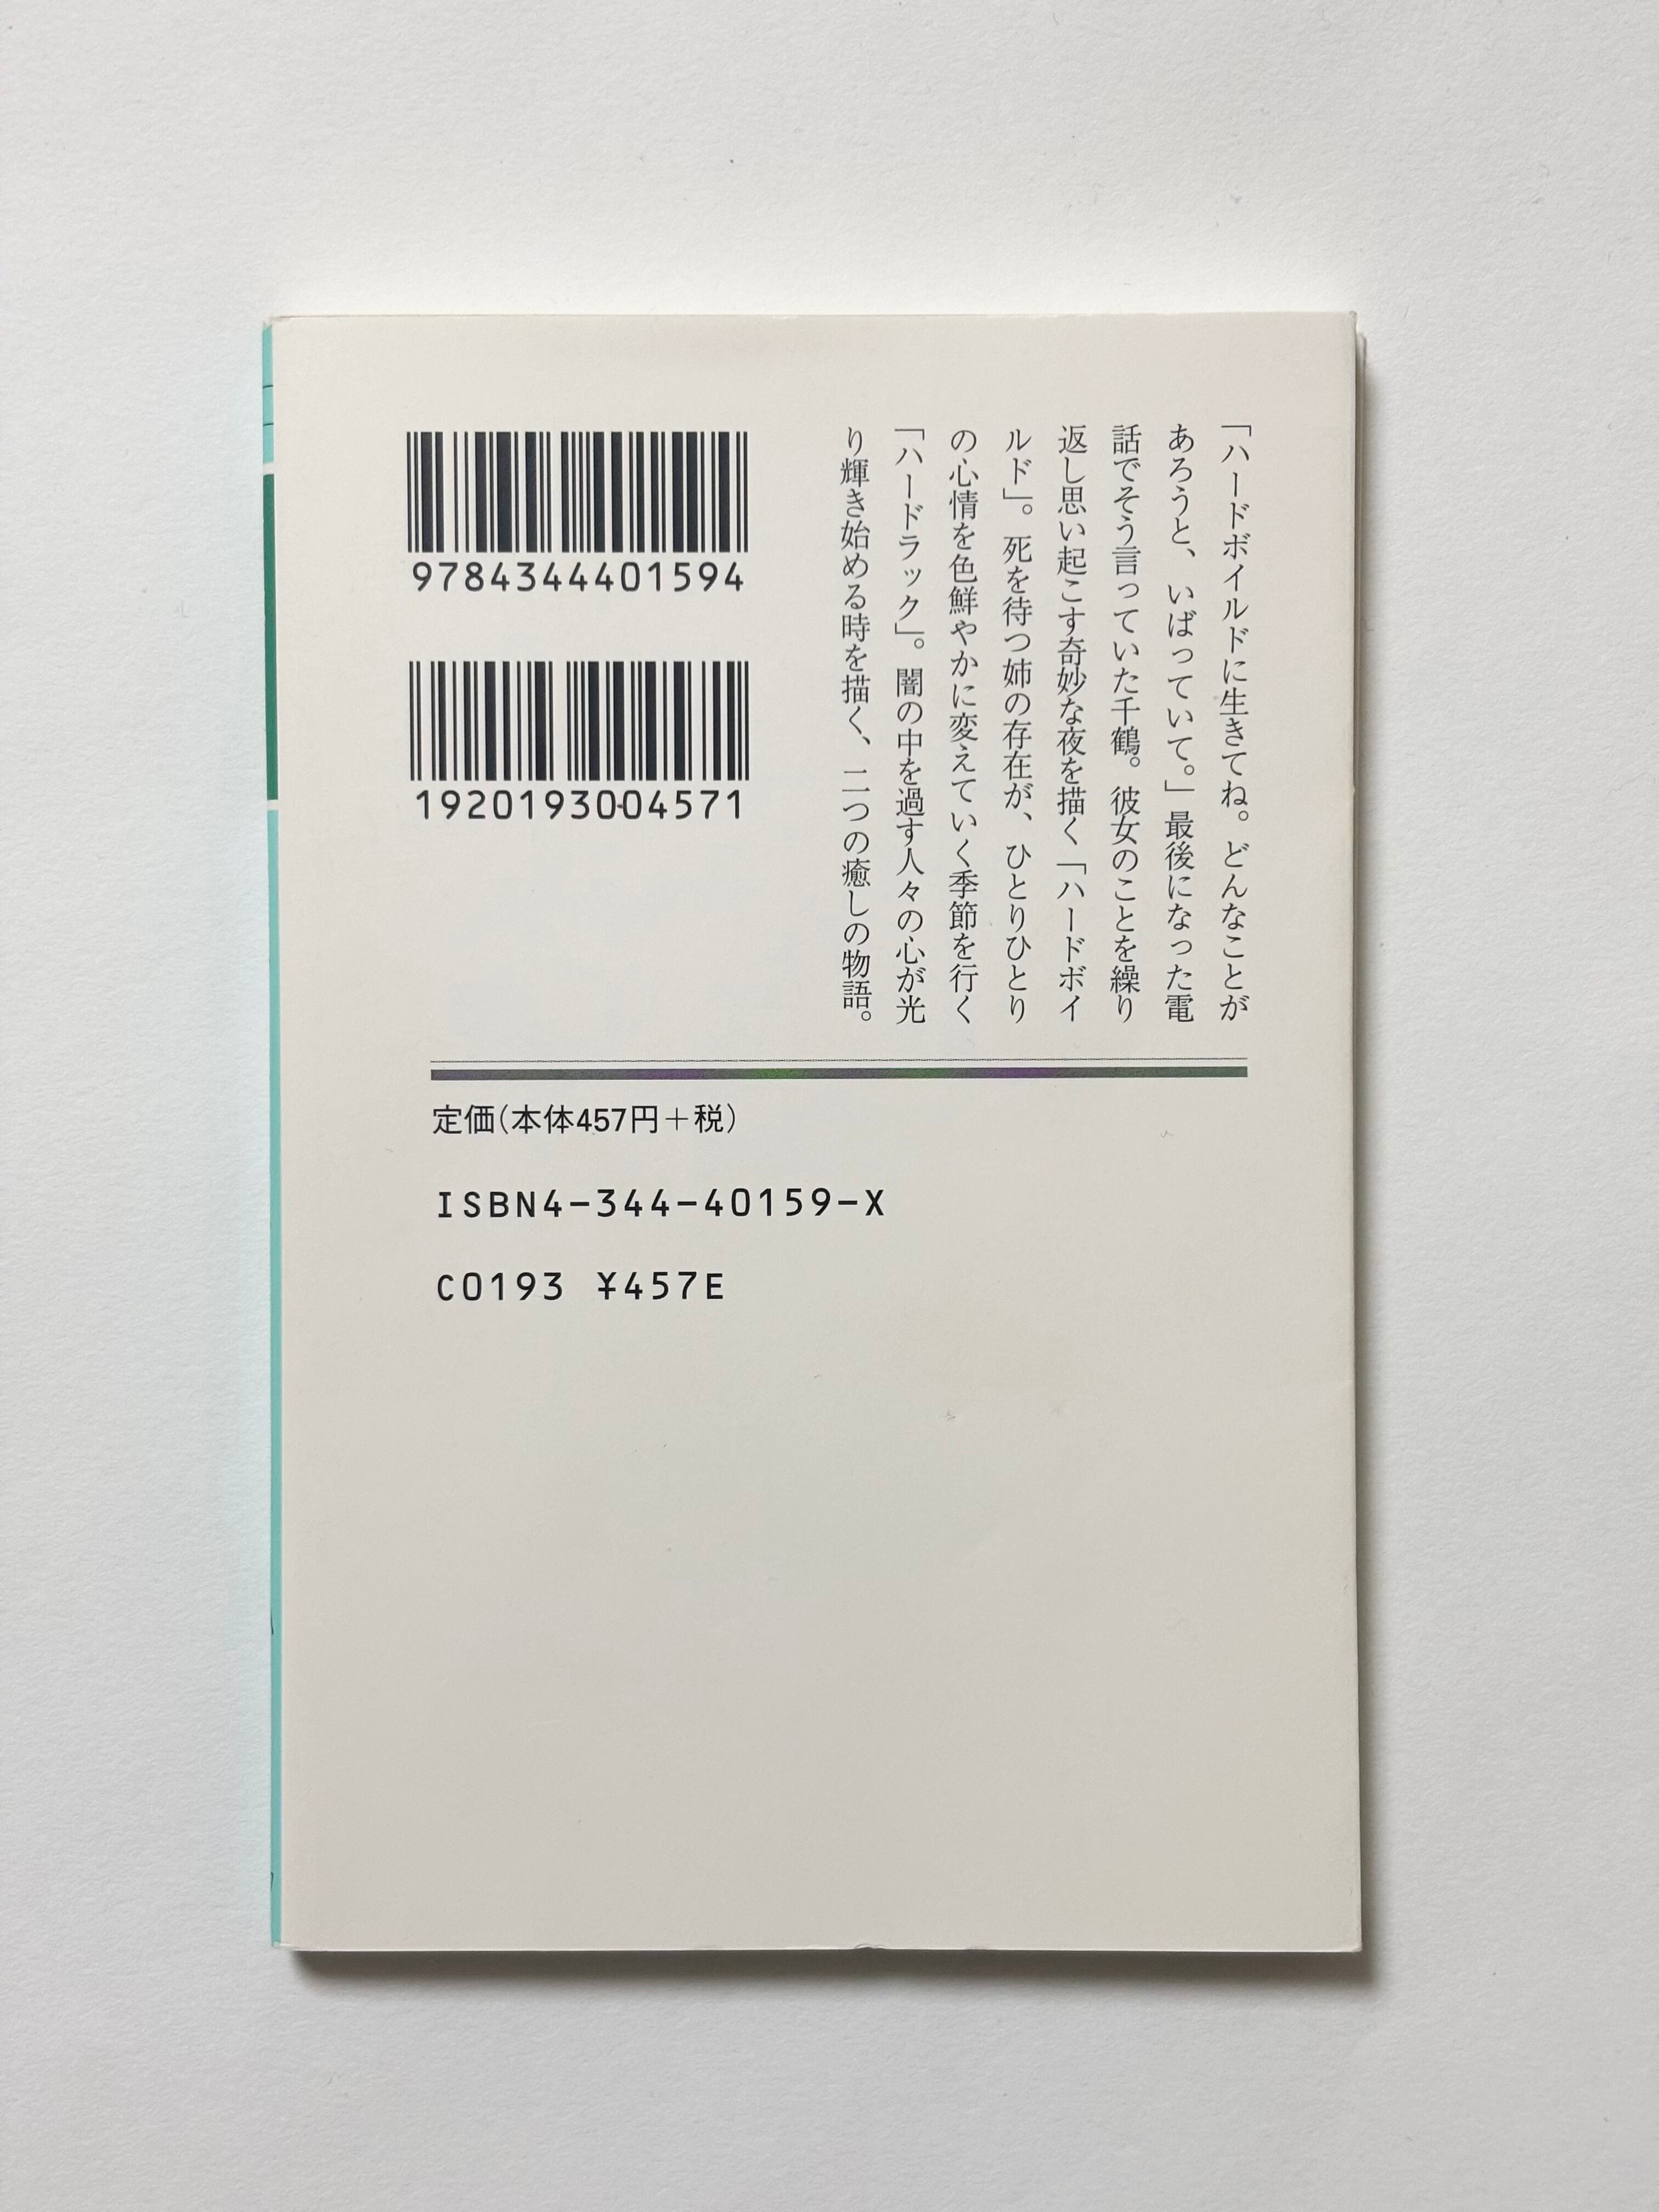 「ハードボイルドに生きてね。どんなことが
あろうと、いばっていて。」最後になった電
話でそう言っていた千鶴。彼女のことを繰り
返し思い起こす奇妙な夜を描く「ハードボイ
ルド」。死を待つ姉の存在が、ひとりひとり
の心情を色鮮やかに変えていく季節を行く
「ハードラック」。闇の中を過す人々の心が光
り輝き始める時を描く、二つの癒しの物語。
9784344401594
1920193004571
定価(本体457円+税)
ISBN4-344-40159-X
C0193 ¥457E